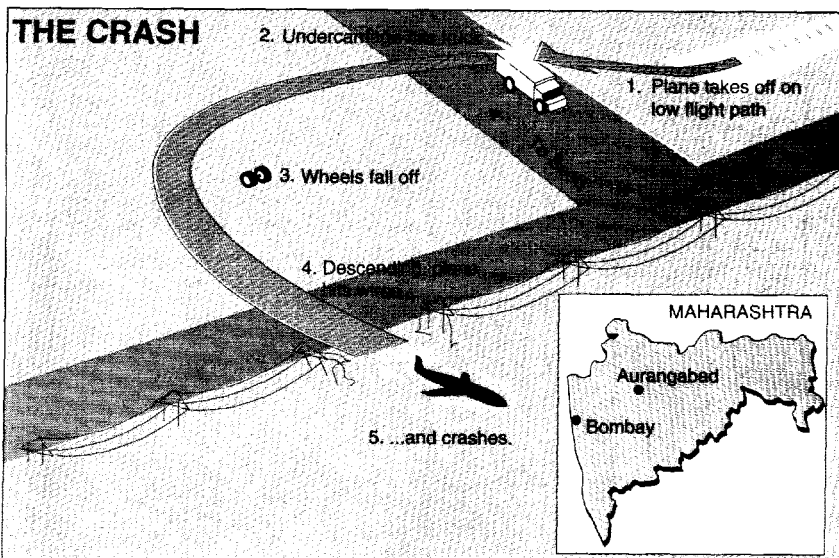 THE CRASH
2. Undercarriage hits truck
1. Plane takes off on
low flight path
3. Wheels fall off
4. Descending plane
hits wires...
5. ...and crashes.
MAHARASHTRA
Aurangabad
Bombay